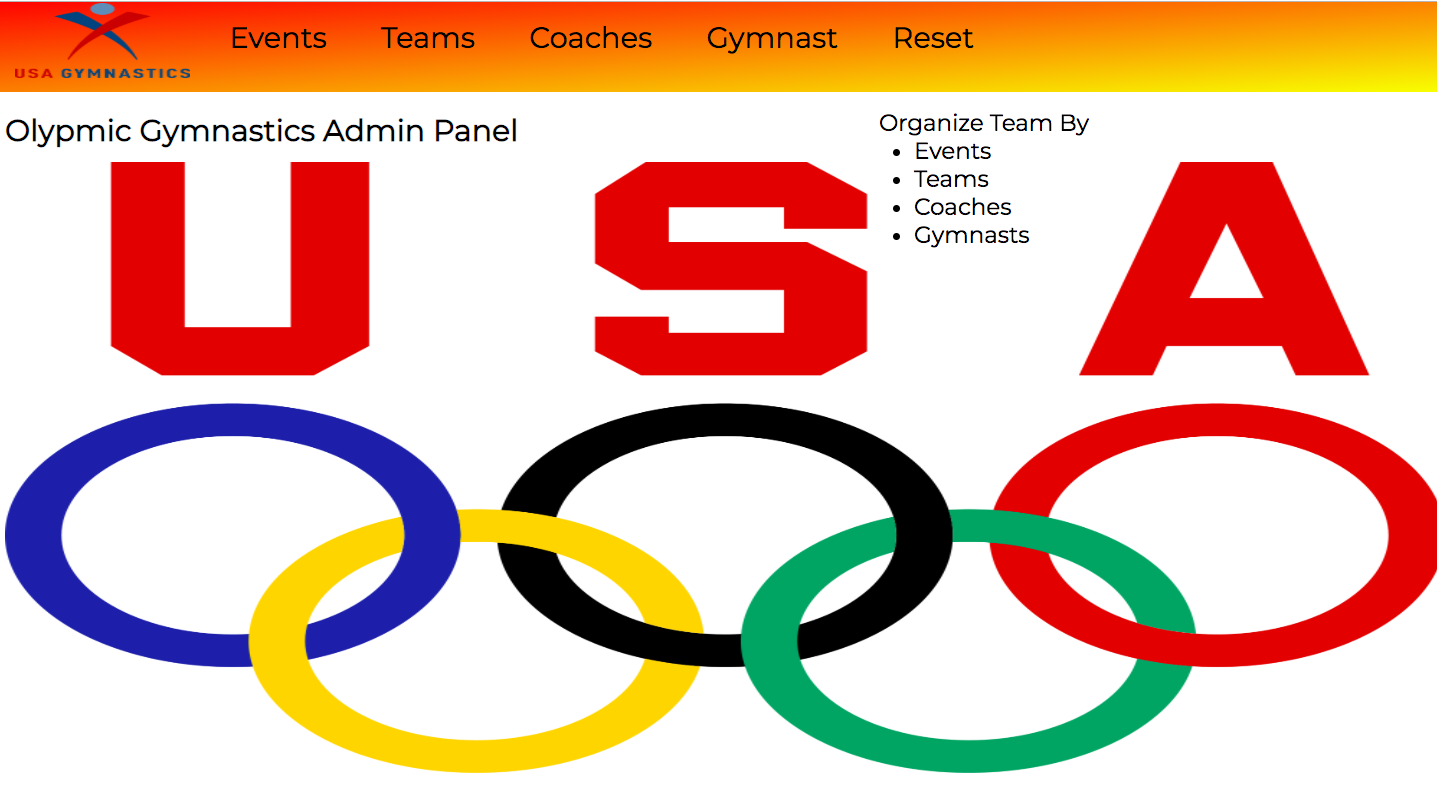 USA GYMNASTICS
Events Teams Coaches Gymnast Reset
Olypmic Gymnastics Admin Panel
Organize Team By
• Events
• Teams
• Coaches
• Gymnasts
USA